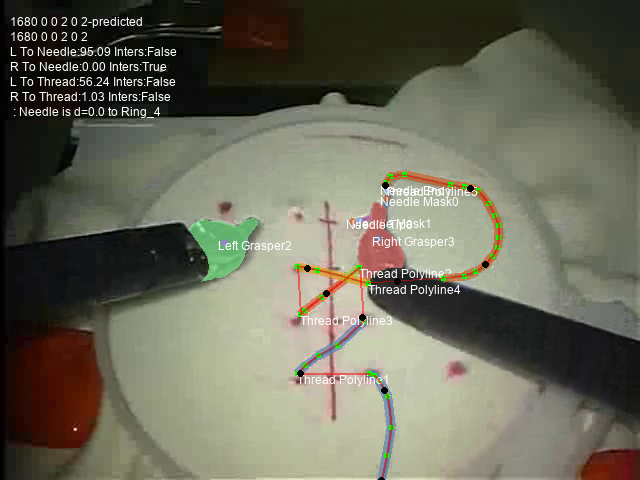 1680 0 0 2 0 2-predicted
1680 0 0 2 0 2
L To Needle:95.09 Inters:False
R To Needle:0.00 Inters:True
L To Thread:56.24 Inters:False
R To Thread:1.03 Inters:False
: Needle is d=0.0 to Ring_4
Thread Polyline5
Needle Mask0
Mask1
Left Grasper2
Right Grasper3
Thread Polyline2
Thread Polyline4
Thread Polyline3
Thread Polyline1